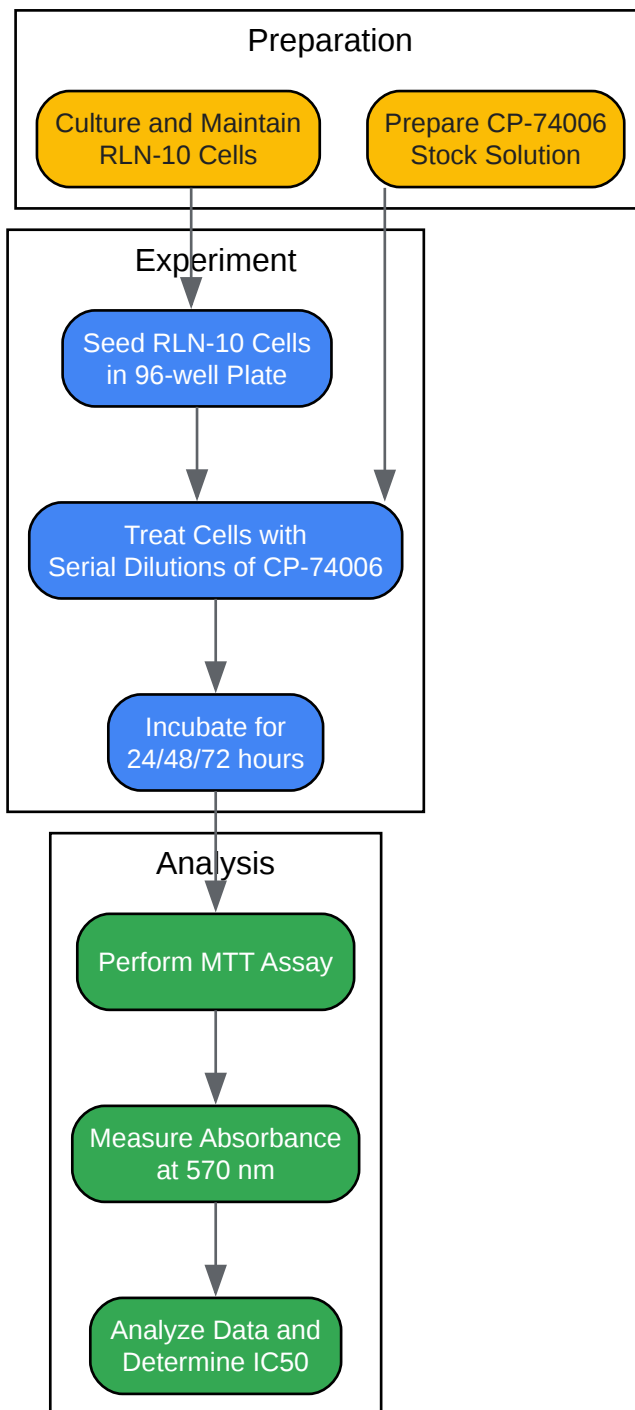 Preparation
Culture and Maintain
RLN-10 Cells
Prepare CP-74006
Stock Solution
Experiment
Seed RLN-10 Cells
in 96-well Plate
Treat Cells with
Serial Dilutions of CP-74006
Incubate for
24/48/72 hours
Analysis
Perform MTT Assay
Measure Absorbance
at 570 nm
Analyze Data and
Determine IC50